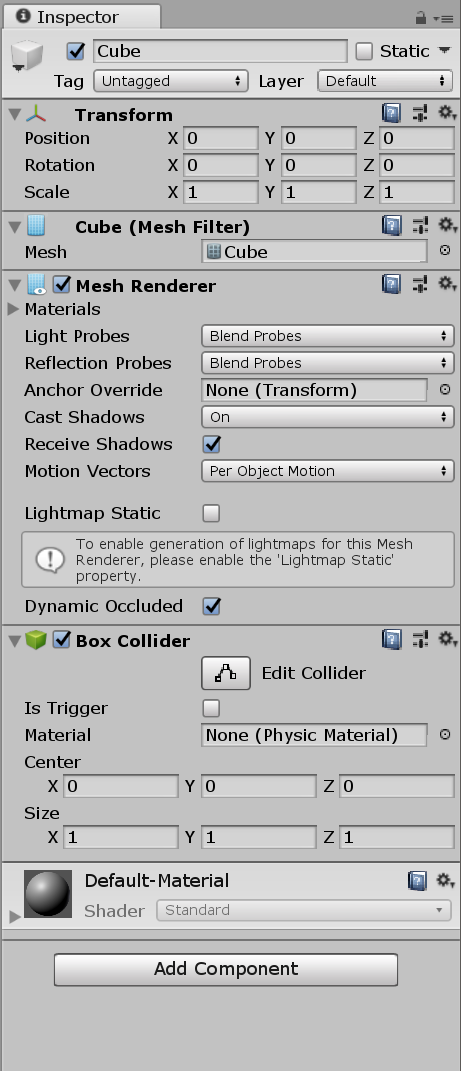 Inspector
Cube Static
Tag Untagged Layer Default
Transform
Position X 0 Y 0 Z 0
Rotation X 0 Y 0 Z 0
Scale X 1 Y 1 Z 1
Cube (Mesh Filter)
Mesh Cube
Mesh Renderer
Materials
Light Probes Blend Probes
Reflection Probes Blend Probes
Anchor Override None (Transform)
Cast Shadows On
Receive Shadows
Motion Vectors Per Object Motion
Lightmap Static
To enable generation of lightmaps for this Mesh
Renderer, please enable the 'Lightmap Static'
property.
Dynamic Occluded
Box Collider
Edit Collider
Is Trigger
Material None (Physic Material)
Center
X 0 Y 0 Z 0
Size
X 1 Y 1 Z 1
Default-Material
Shader Standard
Add Component